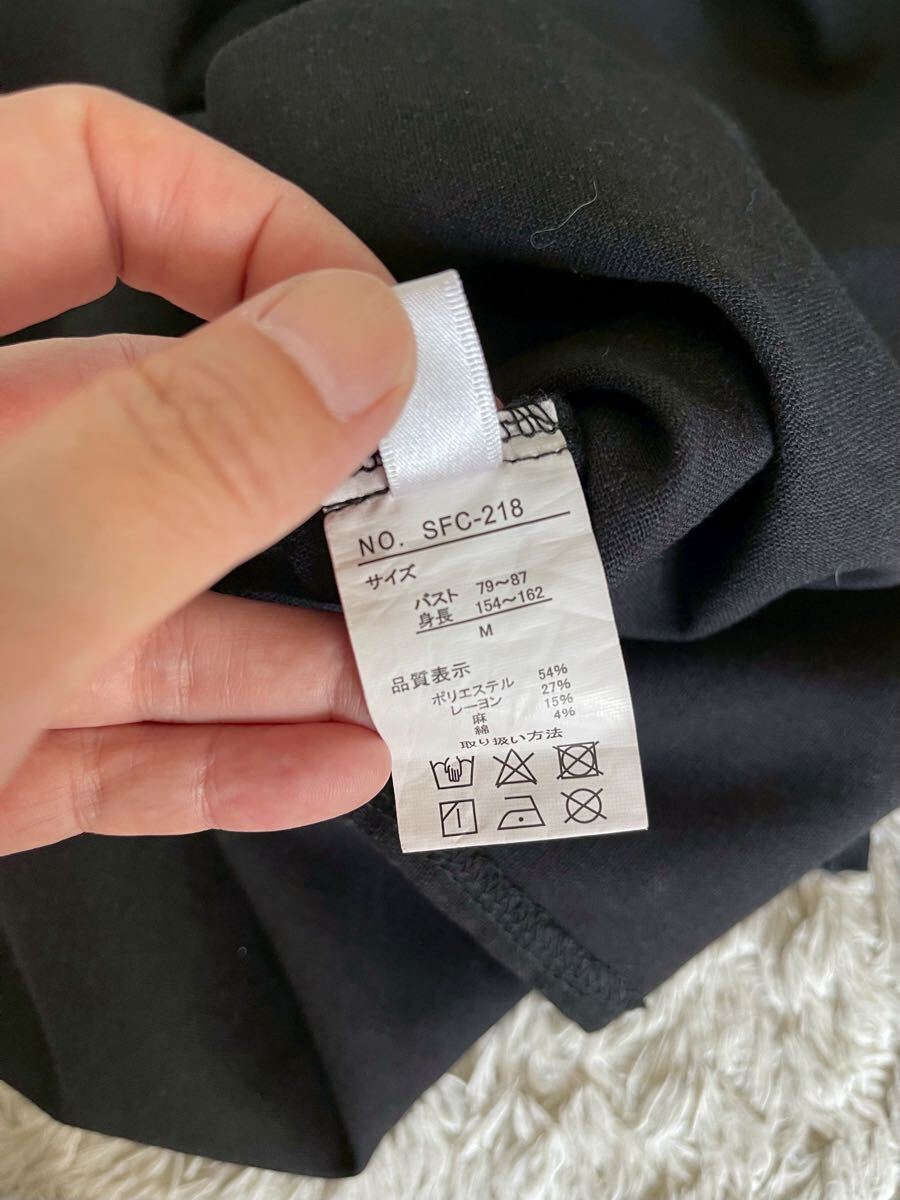 NO. SFC-218
サイズ
バスト 79～87
身長 154～162
M
品質表示
ポリエステル 54%
レーヨン 27%
麻 15%
綿 4%
取り扱い方法